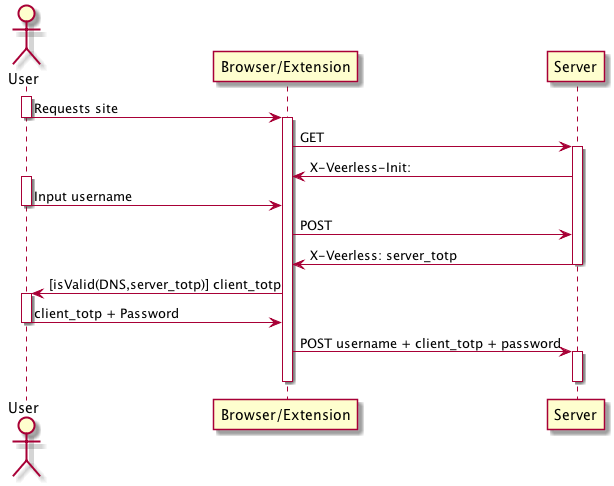 User
Browser/Extension
Server
Requests site
GET
X-Veerless-Init:
Input username
POST
X-Veerless: server_totp
[isValid(DNS,server_totp)] client_totp
client_totp + Password
POST username + client_totp + password
User
Browser/Extension
Server